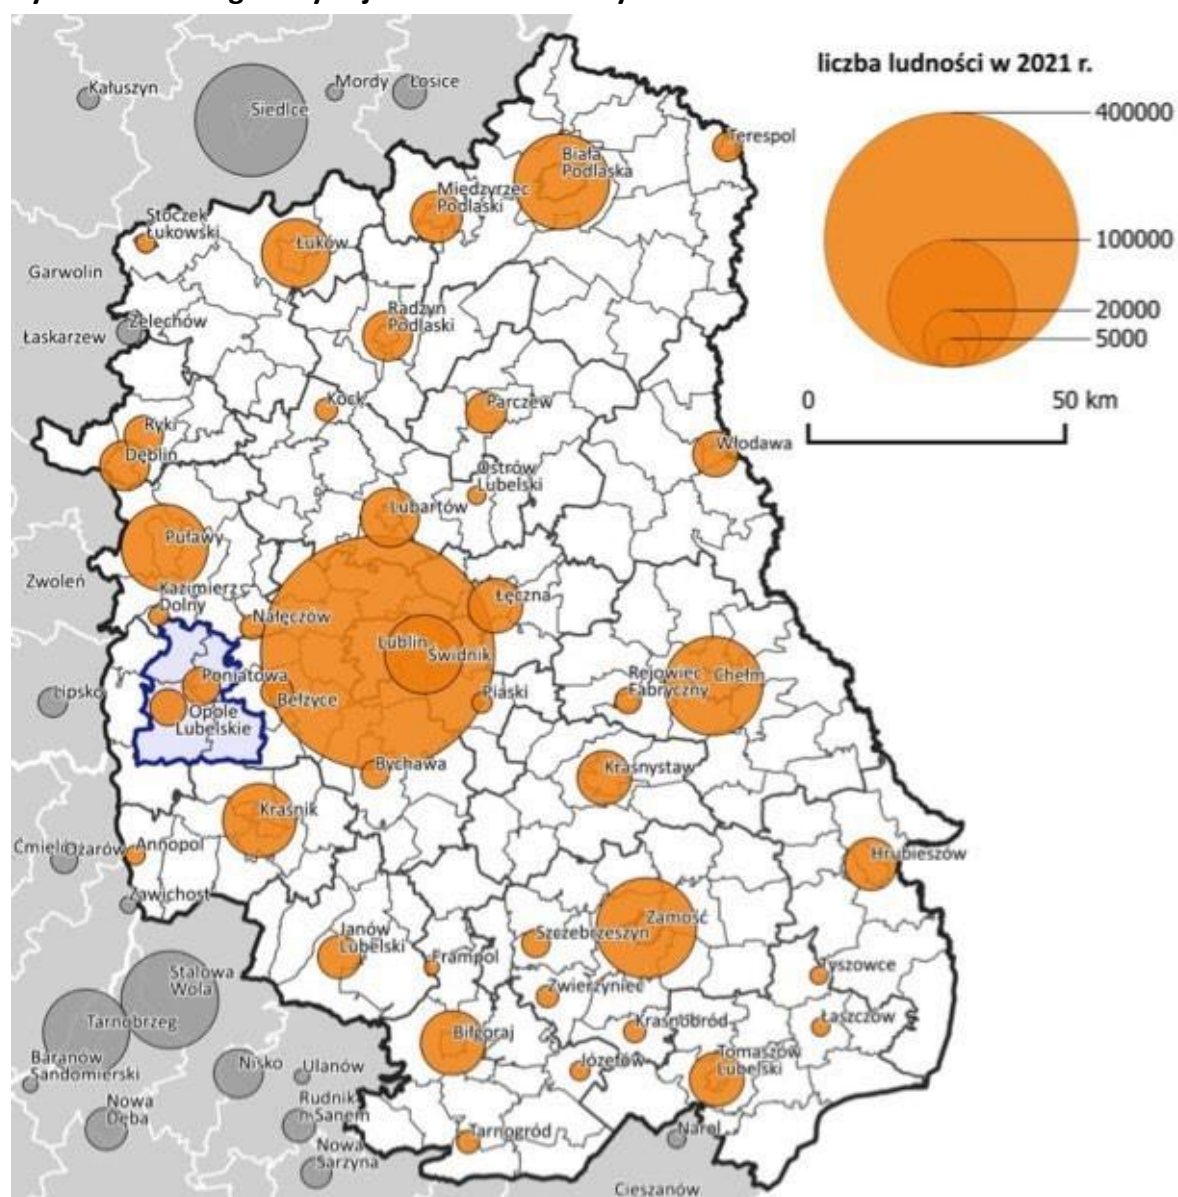 liczba ludności w 2021 r.
400000
100000
20000
5000
0
50 km
Kałuszyn
Siedlce
Mordy
Łosice
Terespol
Biała
Podlaska
Międzyrzec
Podlaski
Stoczek
Łukowski
Łuków
Garwolin
Żelechów
Łaskarzew
Radzyn
Podlaski
Kock
Parczew
Ryki
Dęblin
Włodawa
Ostrów
Lubelski
Lubartów
Puławy
Zwoleń
Kazimierz
Dolny
Nałęczów
Łęczna
Lublin
Świdnik
Poniatowa
Bełżyce
Piaski
Rejowiec
Fabryczny
Chełm
Lipsko
Opole
Lubelskie
Bychawa
Krasnystaw
Kraśnik
Ożarów
Annopol
Hrubieszów
Zawichost
Zamość
Szczebrzeszyn
Janów
Lubelski
Frampol
Tyszowce
Stalowa
Wola
Zwierzyniec
Tarnobrzeg
Krasnobród
Łaszczów
Biłgoraj
Baranów
Sandomierski
Nisko
Ulanów
Józefów
Tomaszów
Lubelski
Nowa
Dęba
Rudnik
n-Sanem
Tarnogród
Narol
Nowa
Sarzyna
Cieszanów